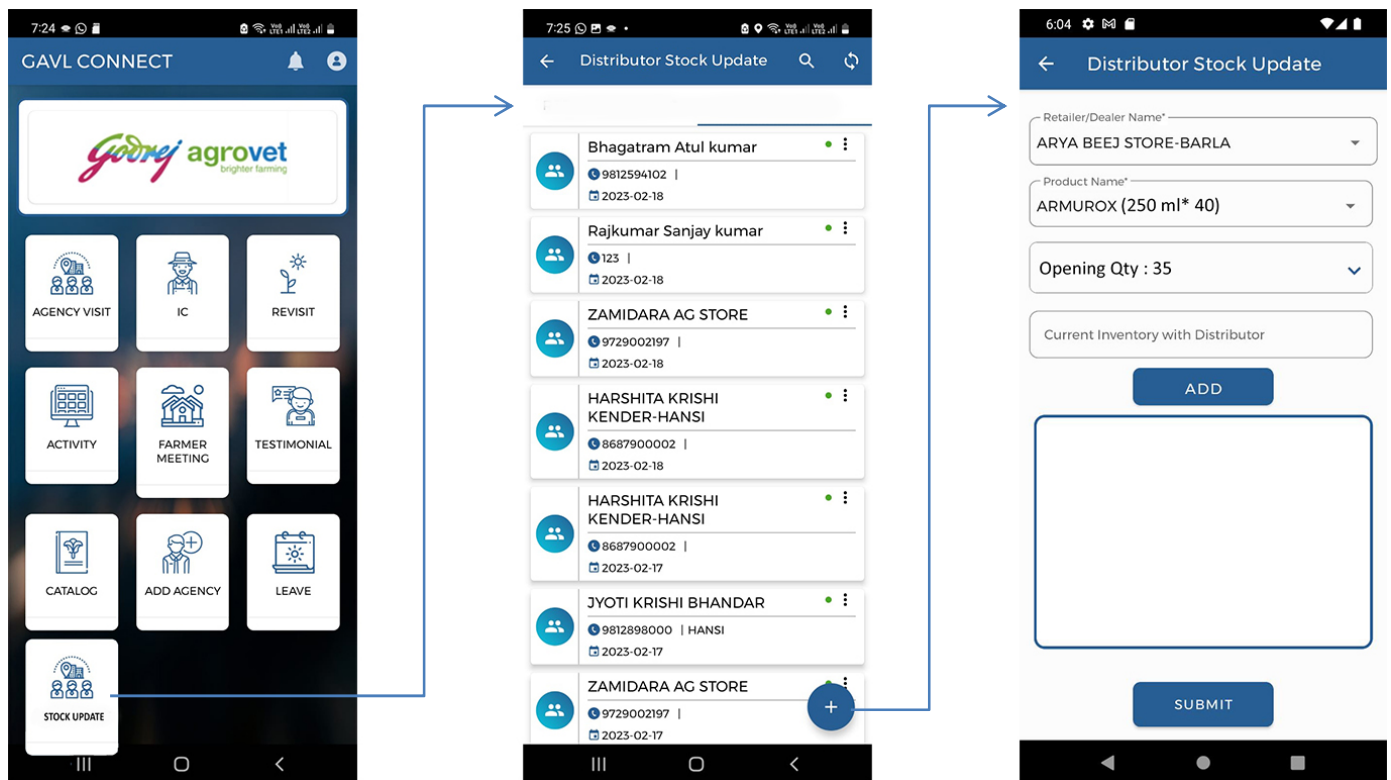 7:24
VoO LTE1 VoO LTE2
GAVL CONNECT
Godrej agrovet
brighter farming
AGENCY VISIT
IC
REVISIT
ACTIVITY
FARMER
MEETING
TESTIMONIAL
CATALOG
ADD AGENCY
LEAVE
STOCK UPDATE
7:25
Distributor Stock Update
Bhagatram Atul kumar
9812594102 |
2023-02-18
Rajkumar Sanjay kumar
123 |
2023-02-18
ZAMIDARA AG STORE
9729002197 |
2023-02-18
HARSHITA KRISHI
KENDER-HANSI
8687900002 |
2023-02-18
HARSHITA KRISHI
KENDER-HANSI
8687900002 |
2023-02-17
JYOTI KRISHI BHANDAR
9812898000 | HANSI
2023-02-17
ZAMIDARA AG STORE
9729002197 |
2023-02-17
+
6:04
Distributor Stock Update
Retailer/Dealer Name*
ARYA BEEJ STORE-BARLA
Product Name*
ARMUROX (250 ml* 40)
Opening Qty : 35
Current Inventory with Distributor
ADD
SUBMIT